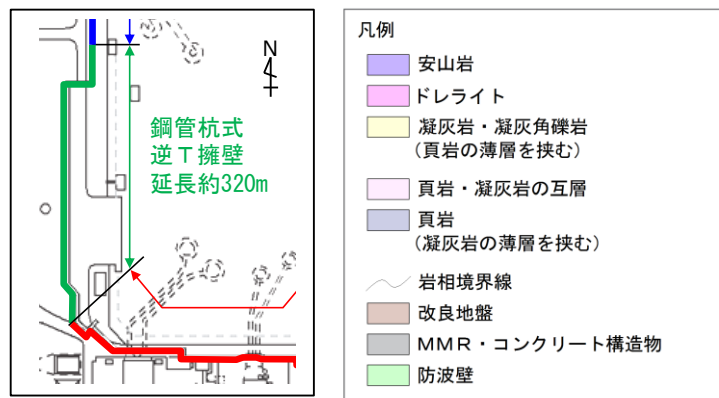 N
鋼管杭式
逆T擁壁
延長約320m
凡例
安山岩
ドレライト
凝灰岩・凝灰角礫岩
(頁岩の薄層を挟む)
頁岩・凝灰岩の互層
頁岩
(凝灰岩の薄層を挟む)
岩相境界線
改良地盤
MMR・コンクリート構造物
防波壁